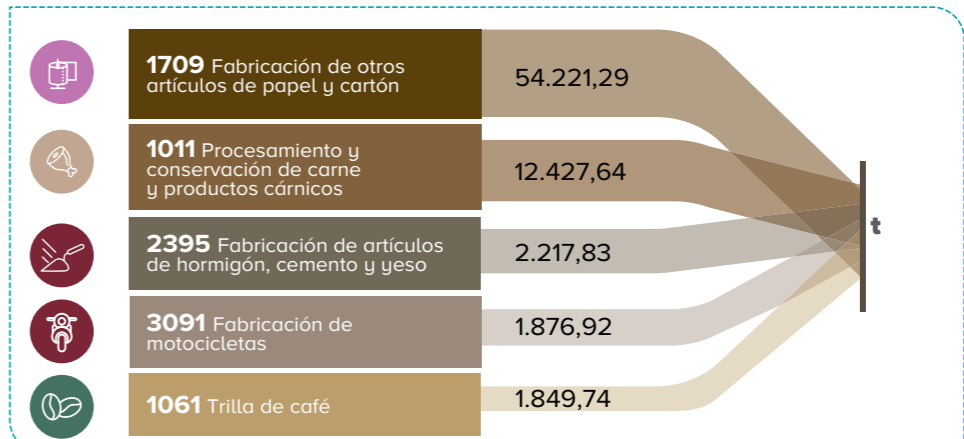 1709 Fabricación de otros
artículos de papel y cartón
54.221,29
1011 Procesamiento y
conservación de carne
y productos cárnicos
12.427,64
2395 Fabricación de artículos
de hormigón, cemento y yeso
2.217,83
3091 Fabricación de
motocicletas
1.876,92
1061 Trilla de café
1.849,74
t